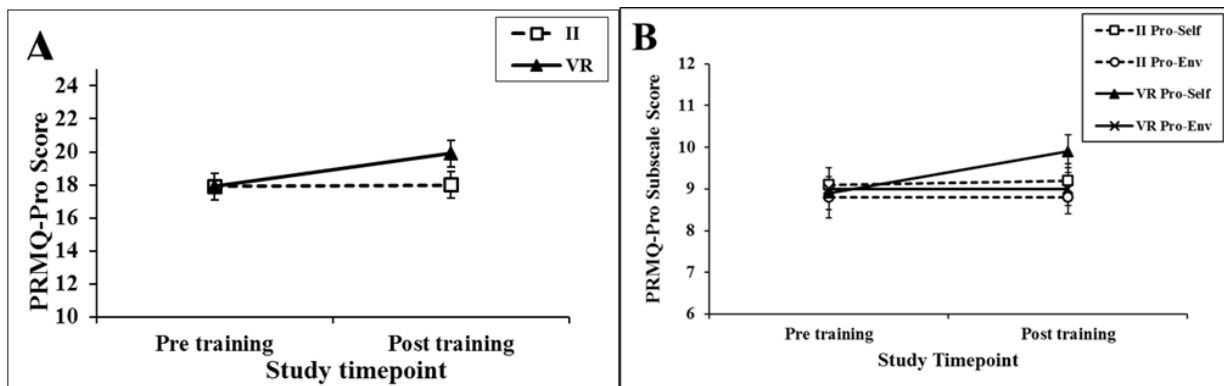 A
II
VR
PRMQ-Pro Score
24
22
20
18
16
14
12
10
Pre training
Post training
Study timepoint
B
II Pro-Self
II Pro-Env
VR Pro-Self
VR Pro-Env
PRMQ-Pro Subscale Score
12
11
10
9
8
7
6
Pre training
Post training
Study Timepoint